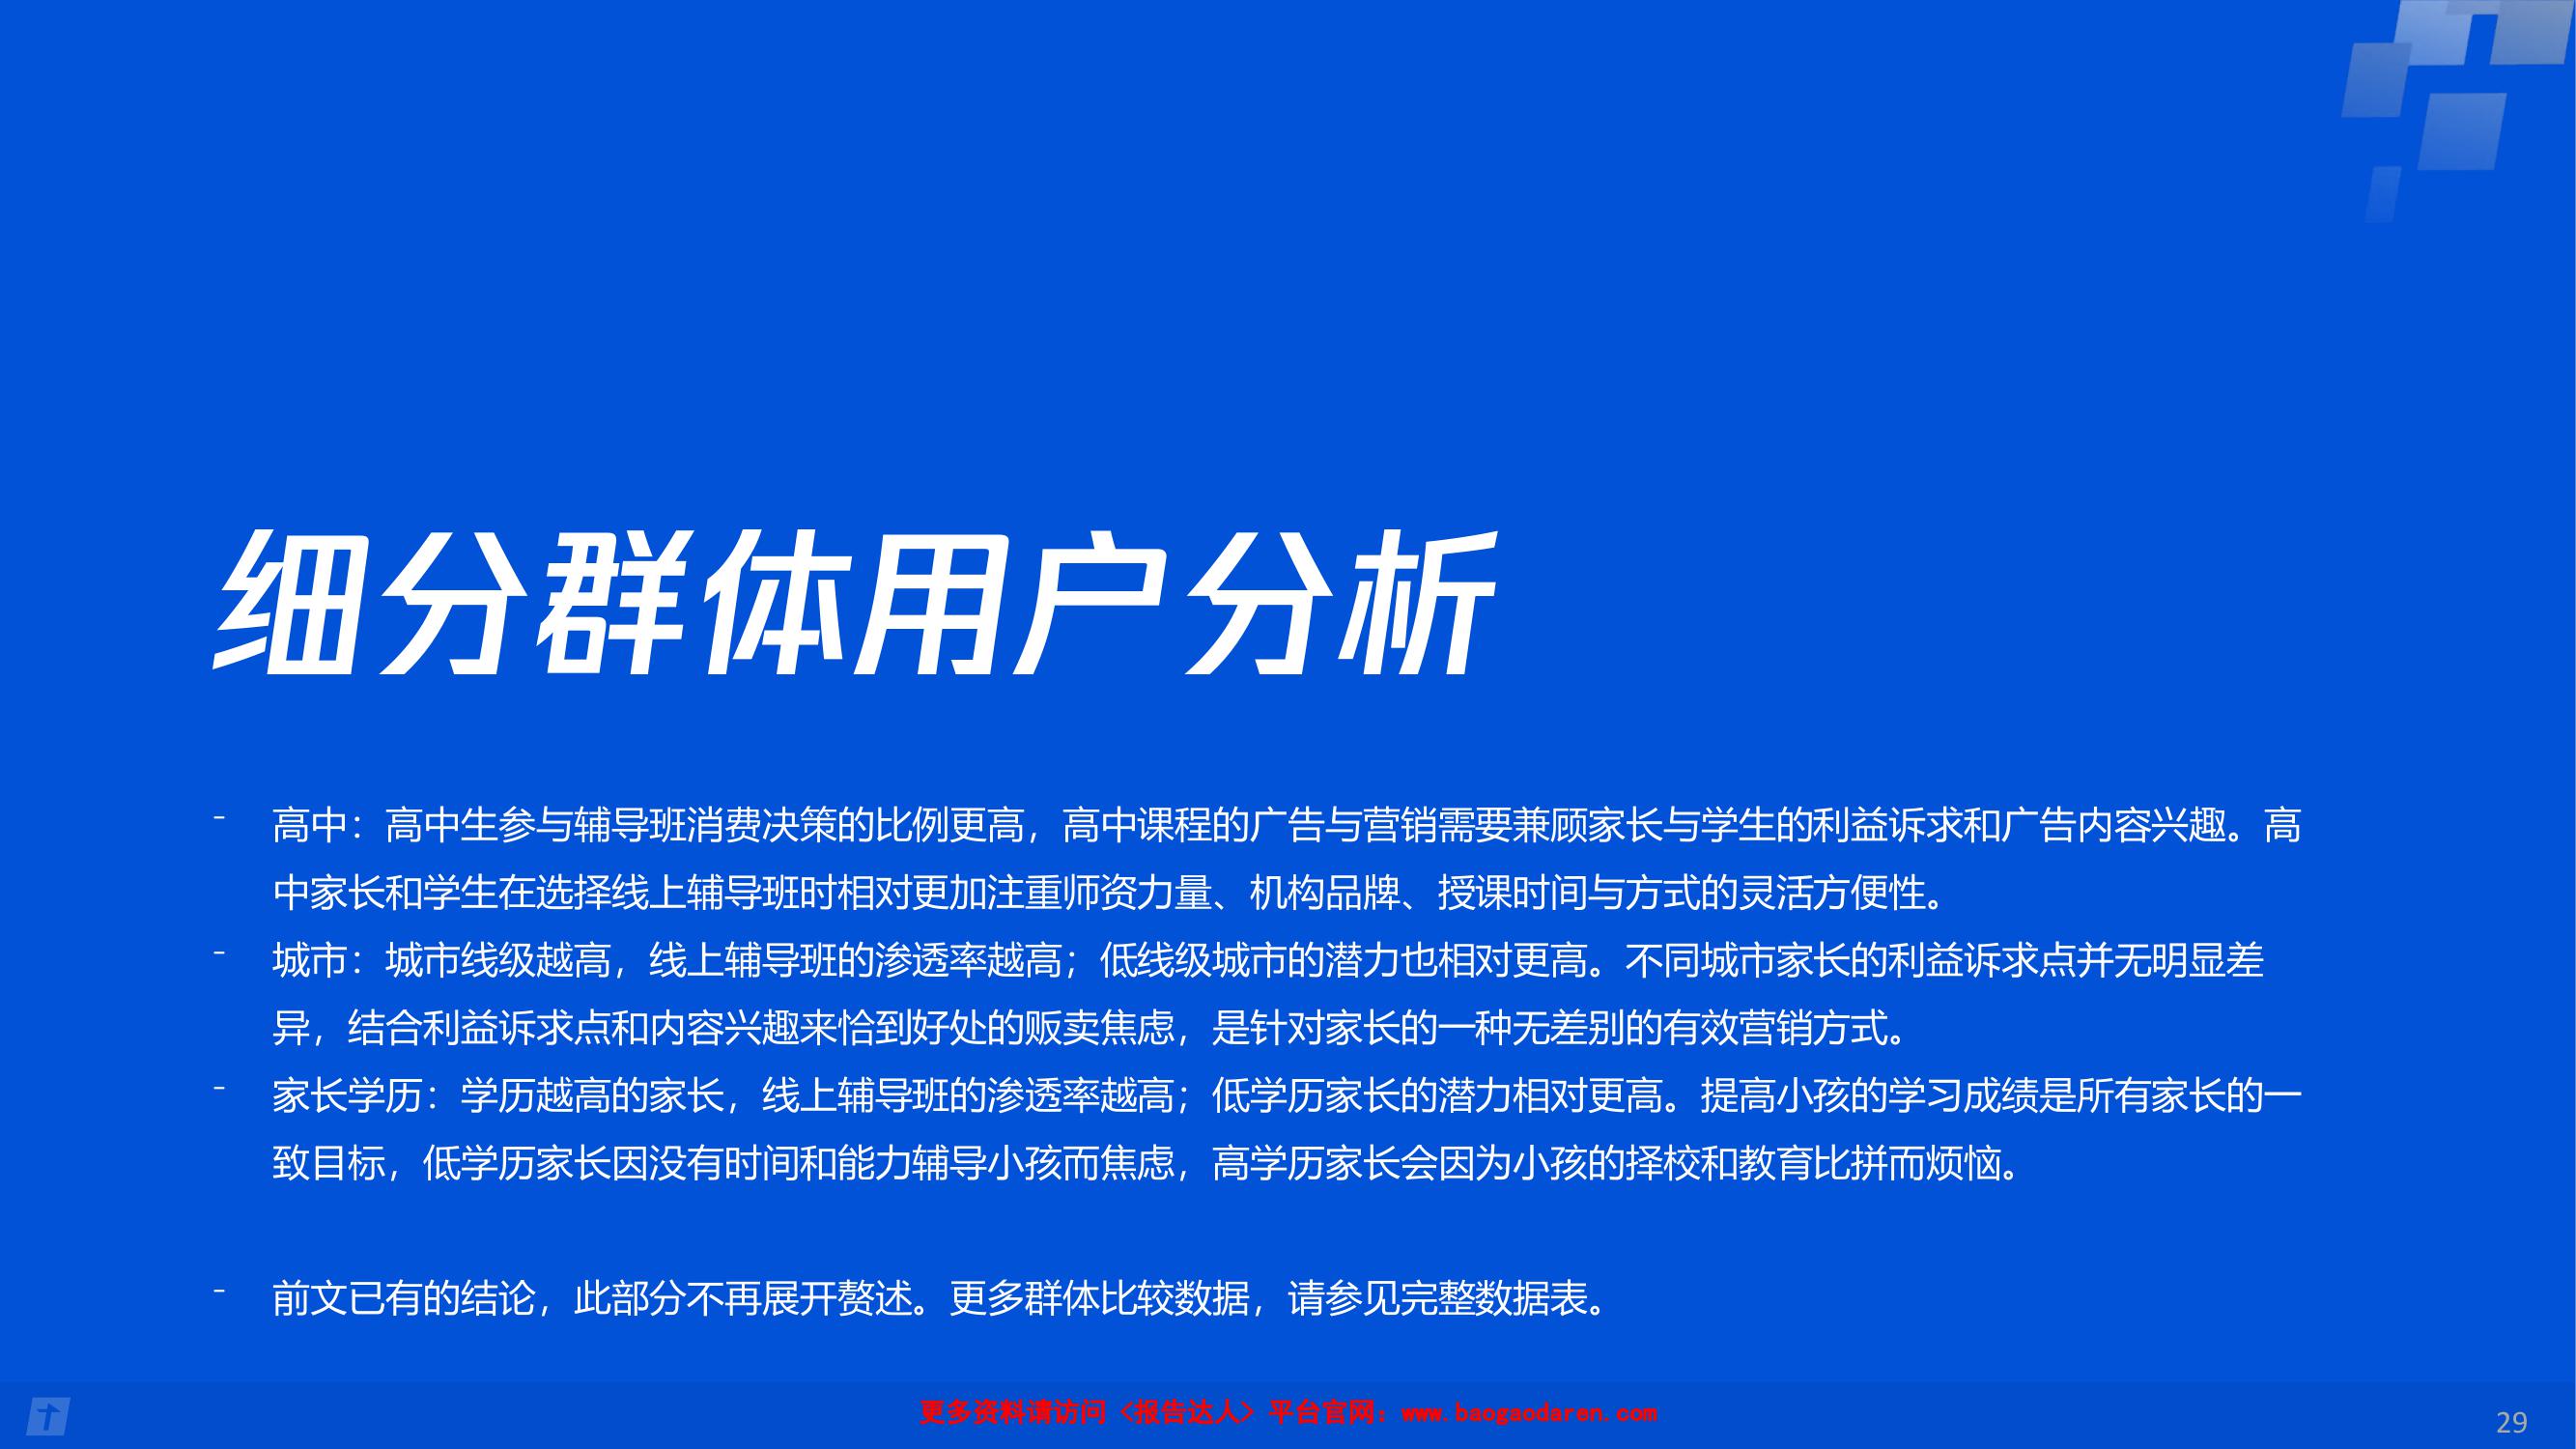 细分群体用户分析
- 高中：高中生参与辅导班消费决策的比例更高，高中课程的广告与营销需要兼顾家长与学生的利益诉求和广告内容兴趣。高
中家长和学生在选择线上辅导班时相对更加注重师资力量、机构品牌、授课时间与方式的灵活方便性。
- 城市：城市线级越高，线上辅导班的渗透率越高；低线级城市的潜力也相对更高。不同城市家长的利益诉求点并无明显差
异，结合利益诉求点和内容兴趣来恰到好处的贩卖焦虑，是针对家长的一种无差别的有效营销方式。
- 家长学历：学历越高的家长，线上辅导班的渗透率越高；低学历家长的潜力相对更高。提高小孩的学习成绩是所有家长的一
致目标，低学历家长因没有时间和能力辅导小孩而焦虑，高学历家长会因为小孩的择校和教育比拼而烦恼。
- 前文已有的结论，此部分不再展开赘述。更多群体比较数据，请参见完整数据表。
更多资料请访问〈报告达人〉平台官网：www.baogaodaren.com
29